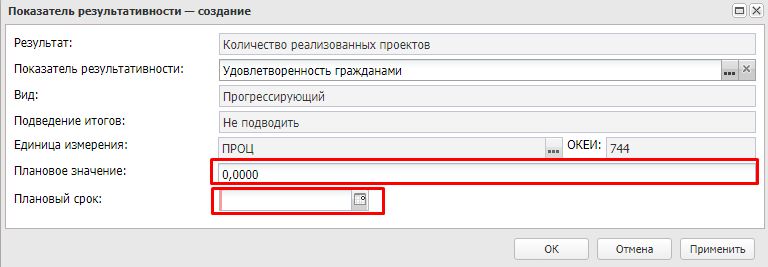 Показатель результативности — создание
Результат: Количество реализованных проектов
Показатель результативности: Удовлетворенность гражданами
Вид: Прогрессирующий
Подведение итогов: Не подводить
Единица измерения: ПРОЦ ОКЕИ: 744
Плановое значение: 0,0000
Плановый срок:
ОК Отмена Применить